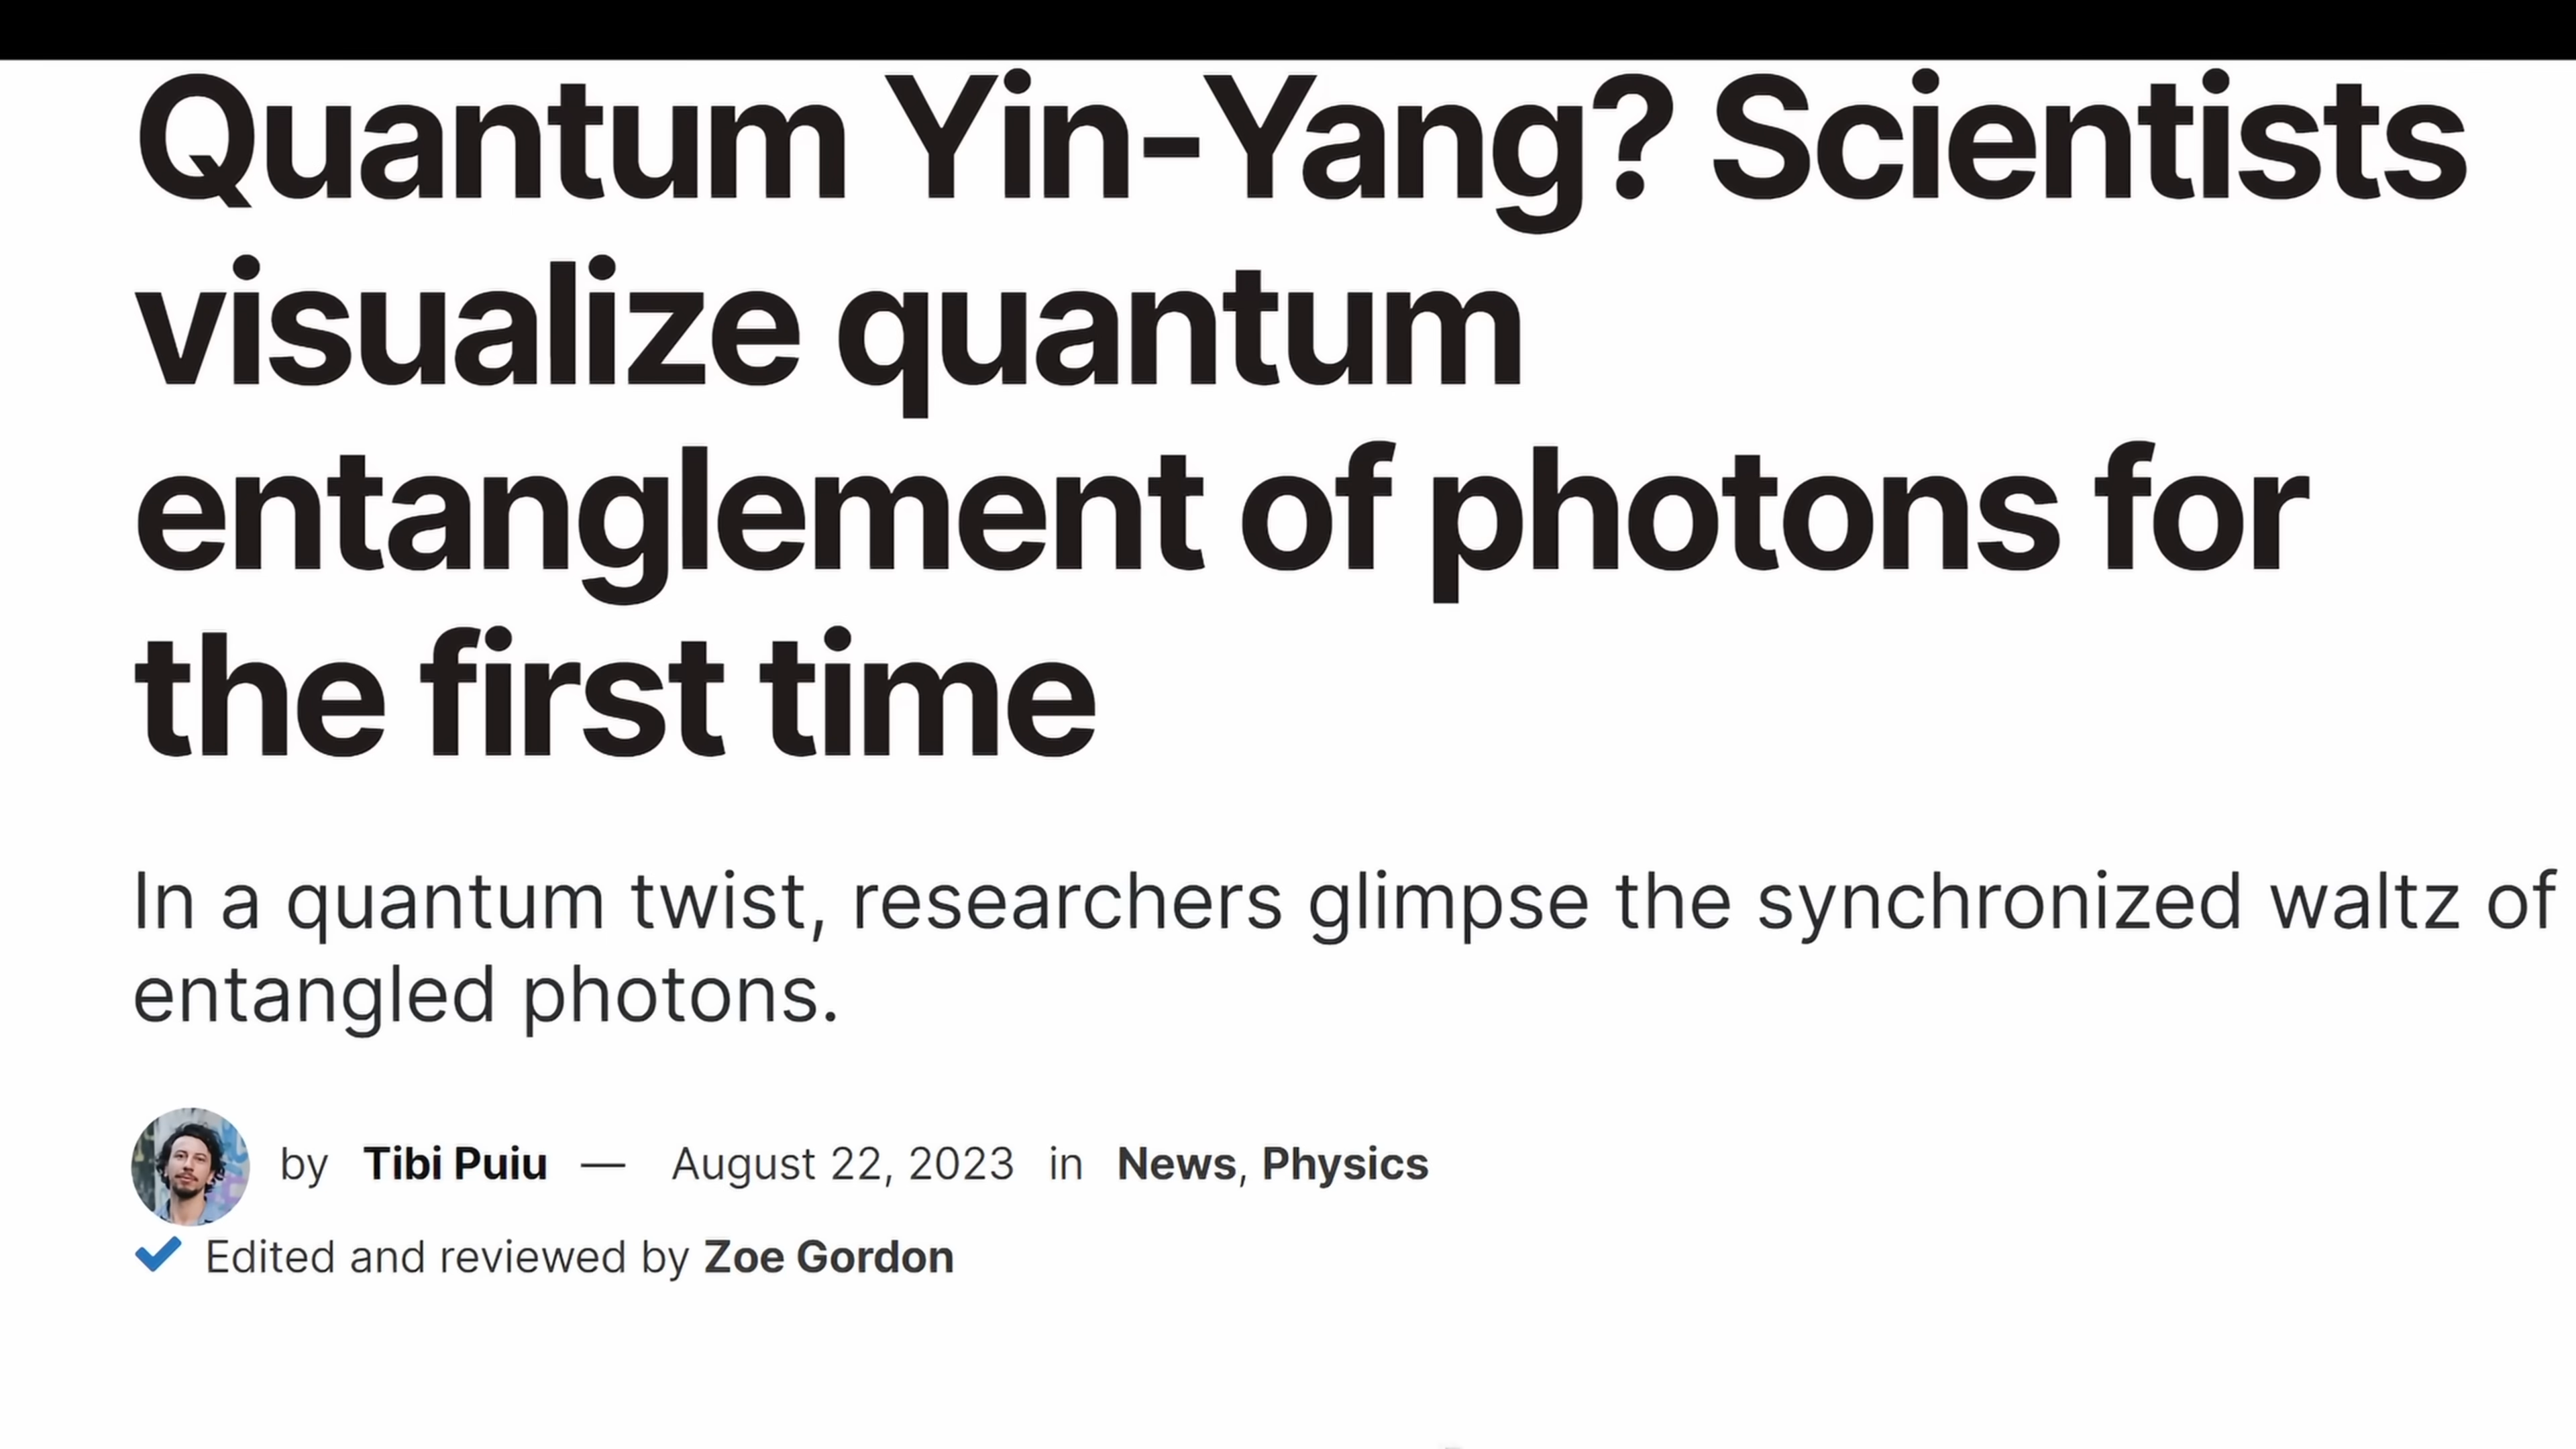 Quantum Yin-Yang? Scientists
visualize quantum
entanglement of photons for
the first time
In a quantum twist, researchers glimpse the synchronized waltz of
entangled photons.
by Tibi Puiu — August 22, 2023 in News, Physics
Edited and reviewed by Zoe Gordon